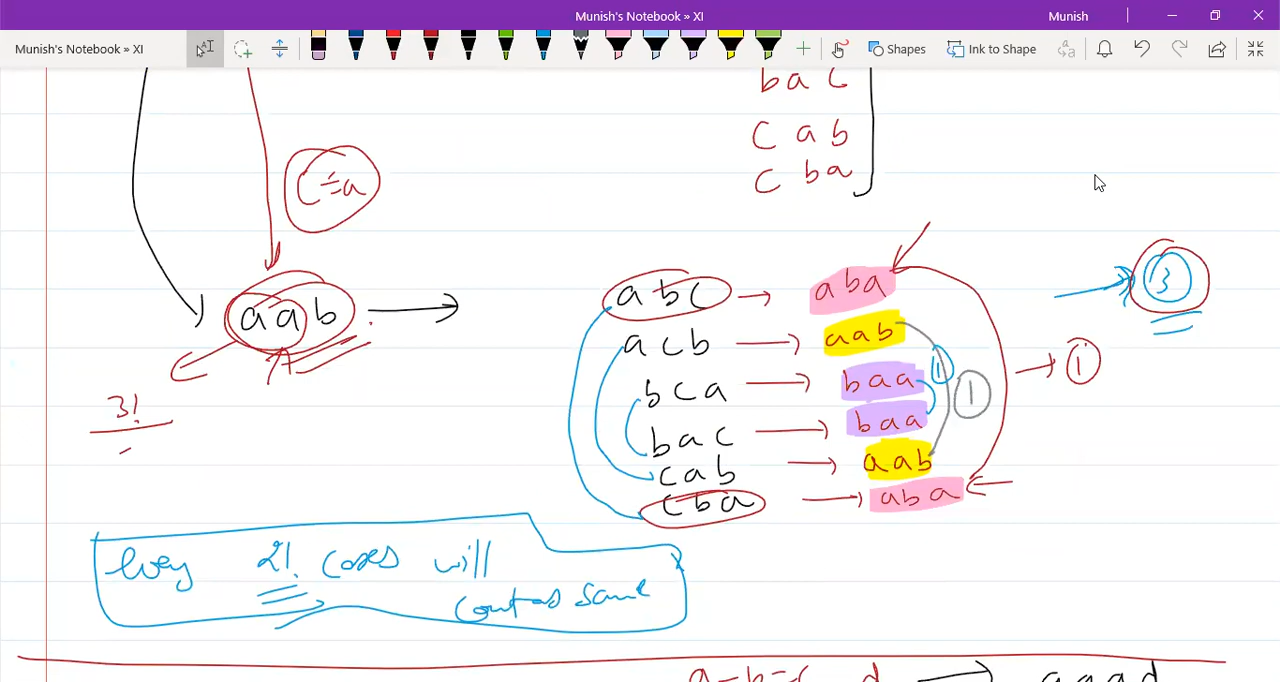 Munish's Notebook » XI
Munish
Munish's Notebook » XI
Shapes
Ink to Shape
b a c
c a b
c b a
c = a
a a b
3!
a b c → a b a
a c b → a a b
b c a → b a a
b a c → b a a
c a b → a a b
c b a → a b a
1
1
1
3
Every 2! cases will
count as same
a = b = c d → a a a d